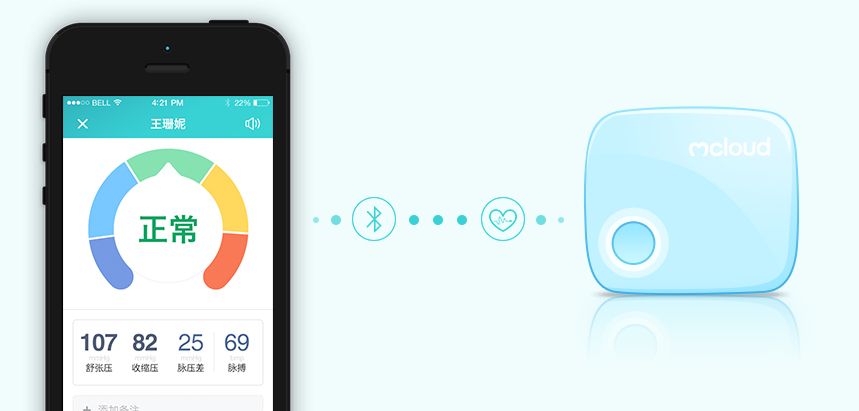 BELL 4:21 PM 22%
王珊妮
正常
107 82 25 69
mmHg mmHg mmHg bmp
舒张压 收缩压 脉压差 脉搏
+ 添加备注
mcloud